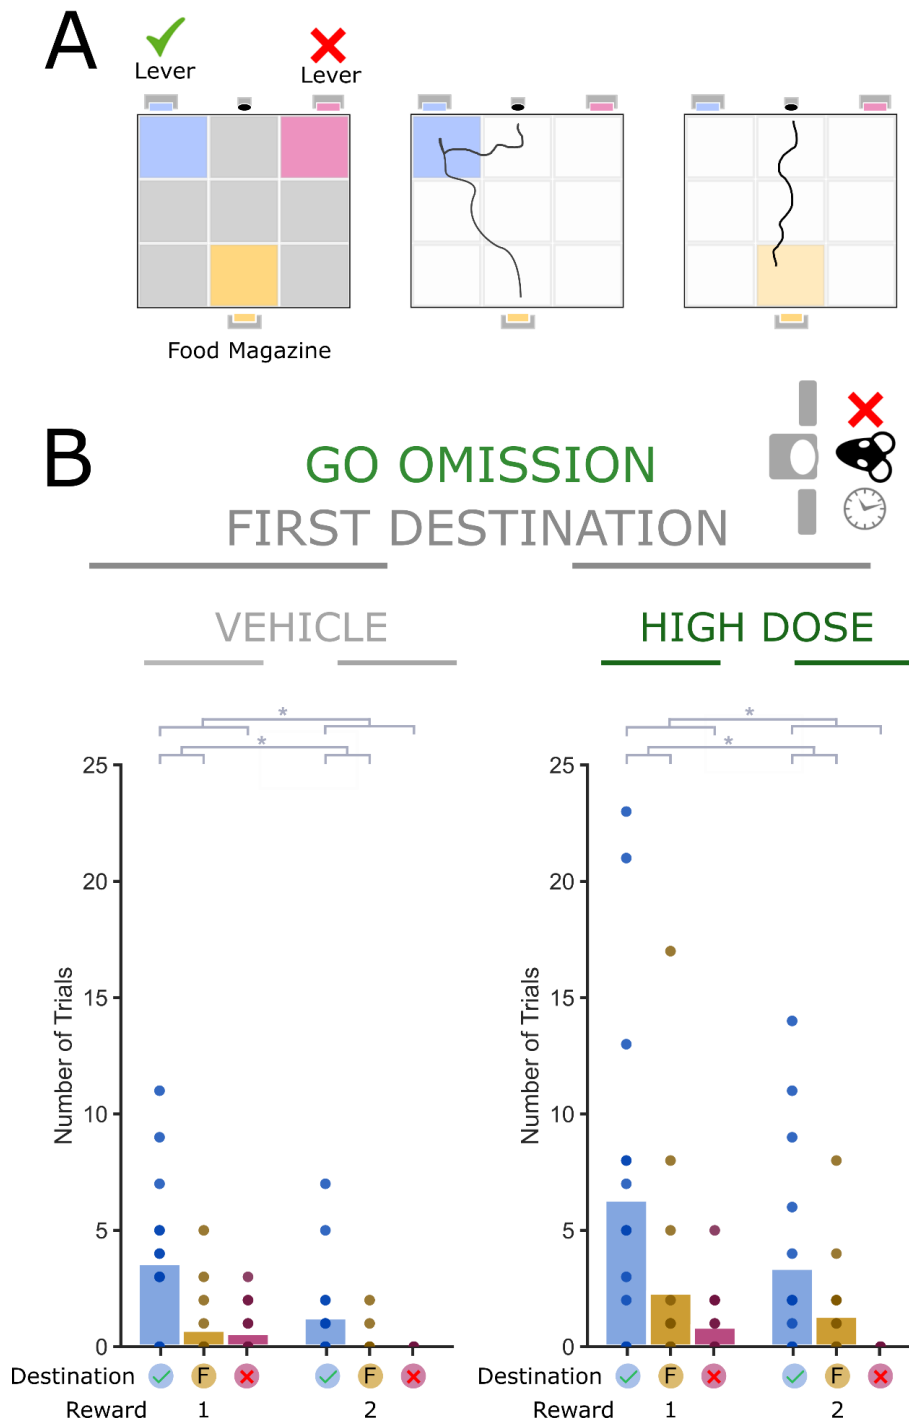 A
Lever
Lever
Food Magazine
B
GO OMISSION
FIRST DESTINATION
VEHICLE
HIGH DOSE
* *
* *
25 25
20 20
15 15
10 10
5 5
0 0
Number of Trials
Number of Trials
Destination F F Destination F F
Reward 1 2 Reward 1 2